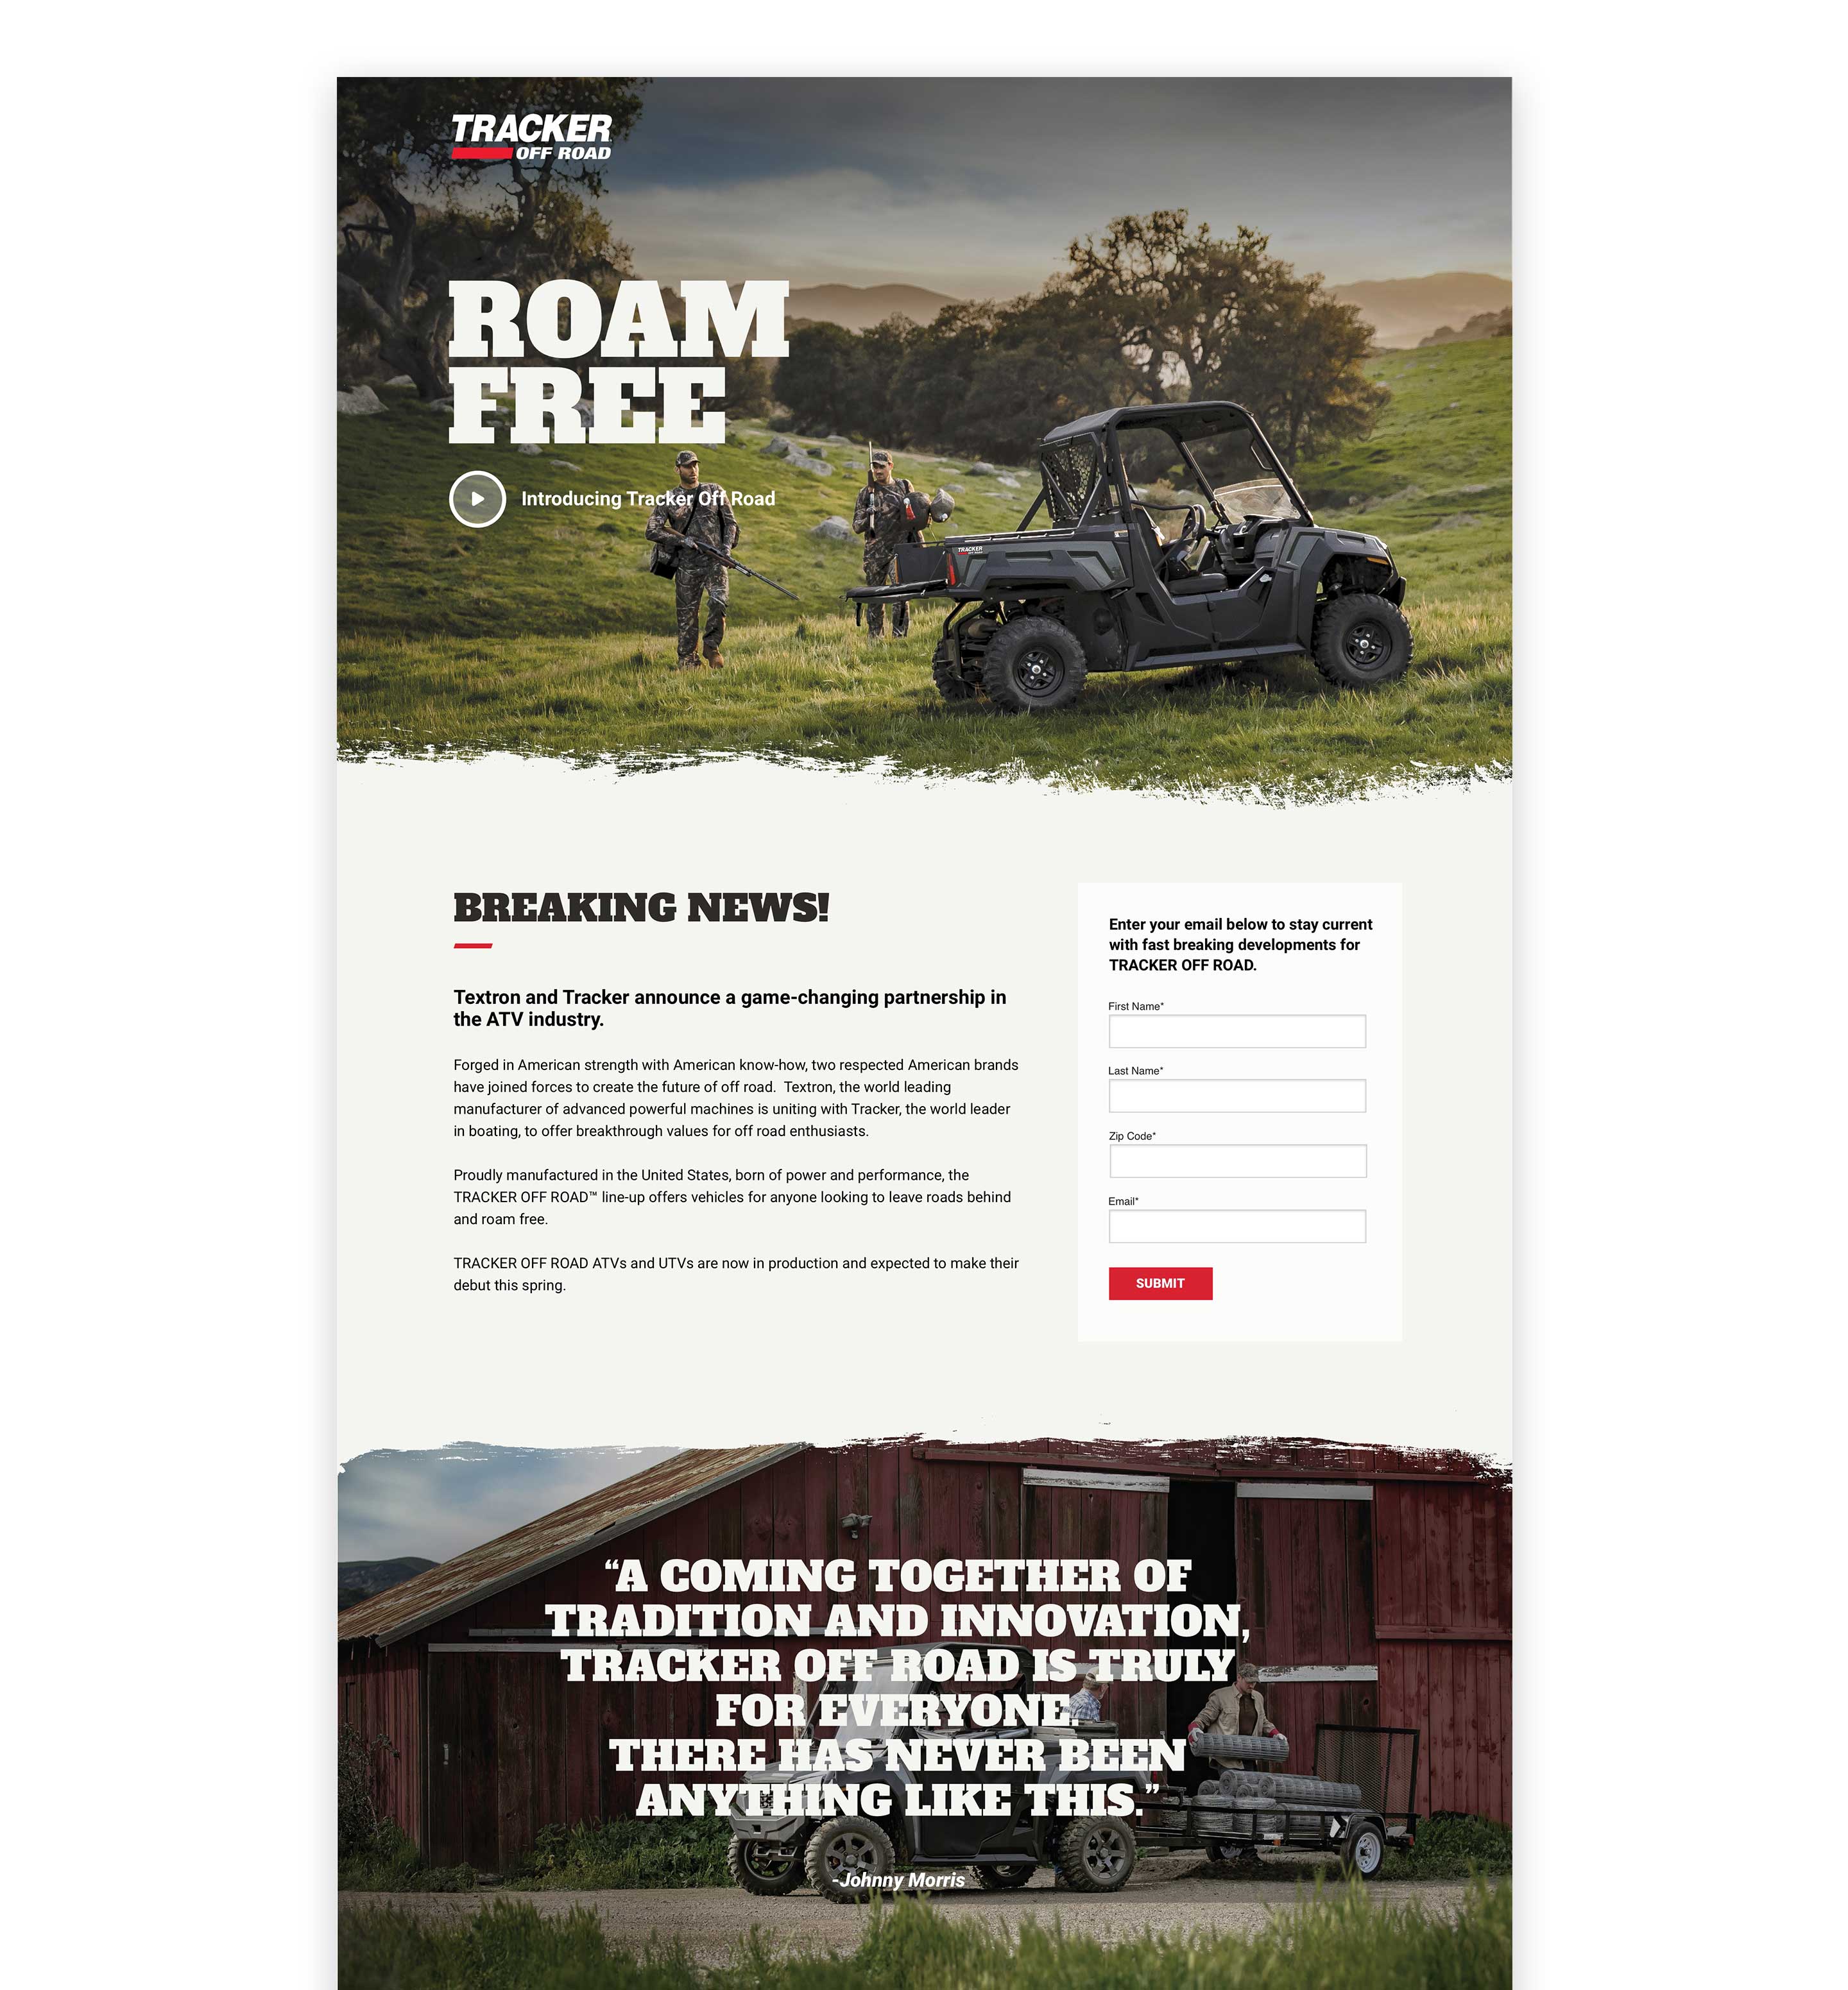 TRACKER
OFF ROAD
ROAM
FREE
Introducing Tracker Off Road
TRACKER
OFF ROAD
BREAKING NEWS!
Textron and Tracker announce a game-changing partnership in
the ATV industry.
Forged in American strength with American know-how, two respected American brands
have joined forces to create the future of off road.  Textron, the world leading
manufacturer of advanced powerful machines is uniting with Tracker, the world leader
in boating, to offer breakthrough values for off road enthusiasts.
Proudly manufactured in the United States, born of power and performance, the
TRACKER OFF ROAD™ line-up offers vehicles for anyone looking to leave roads behind
and roam free.
TRACKER OFF ROAD ATVs and UTVs are now in production and expected to make their
debut this spring.
Enter your email below to stay current
with fast breaking developments for
TRACKER OFF ROAD.
First Name*
Last Name*
Zip Code*
Email*
SUBMIT
“A COMING TOGETHER OF
TRADITION AND INNOVATION,
TRACKER OFF ROAD IS TRULY
FOR EVERYONE.
THERE HAS NEVER BEEN
ANYTHING LIKE THIS.”
-Johnny Morris